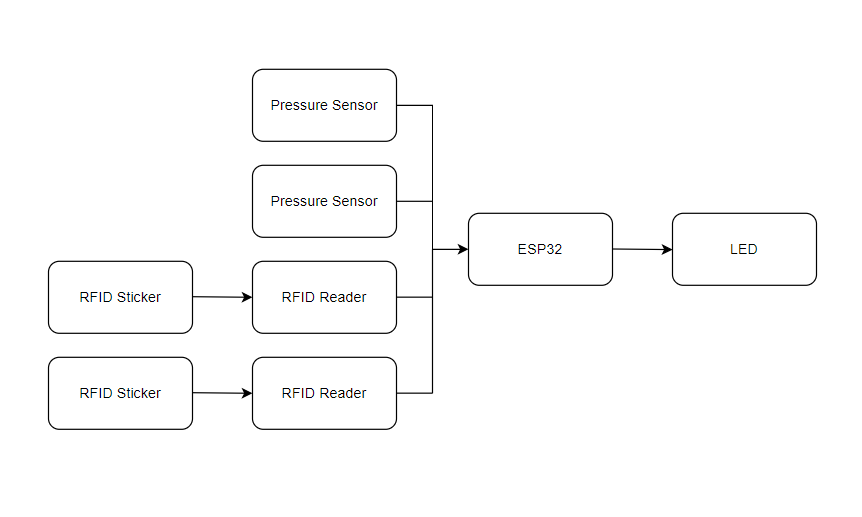 Pressure Sensor
Pressure Sensor
ESP32
LED
RFID Sticker
RFID Reader
RFID Sticker
RFID Reader